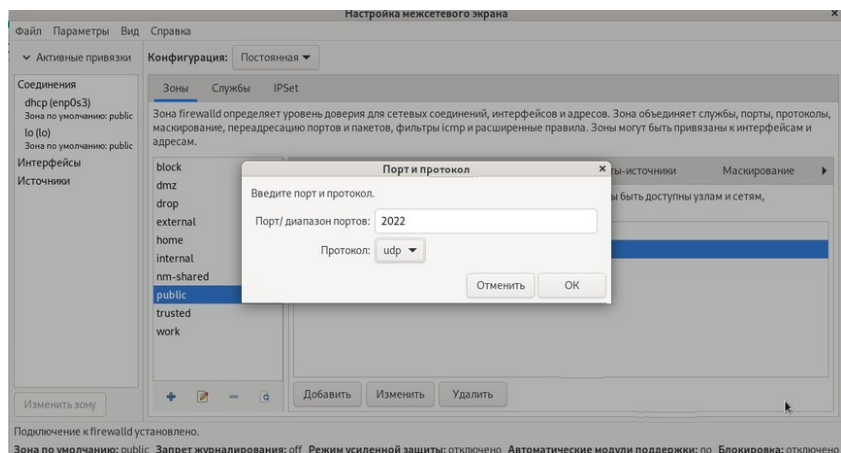 Настройка межсетевого экрана ×
Файл Параметры Вид Справка
Активные привязки
Конфигурация: Постоянная
Соединения
dhcp (enp0s3)
Зона по умолчанию: public
lo (lo)
Зона по умолчанию: public
Интерфейсы
Источники
Изменить зону
Зоны Службы IPSet
Зона firewalld определяет уровень доверия для сетевых соединений, интерфейсов и адресов. Зона объединяет службы, порты, протоколы,
маскирование, переадресацию портов и пакетов, фильтры icmp и расширенные правила. Зоны могут быть привязаны к интерфейсам и
адресам.
block
dmz
drop
external
home
internal
nm-shared
public
trusted
work
ты-источники Маскирование
ы быть доступны узлам и сетям,
Порт и протокол ×
Введите порт и протокол.
Порт/ диапазон портов: 2022
Протокол: udp
Отменить OK
Добавить Изменить Удалить
Подключение к firewalld установлено.
Зона по умолчанию: public Запрет журналирования: off Режим усиленной защиты: отключено Автоматические модули поддержки: no Блокировка: отключено